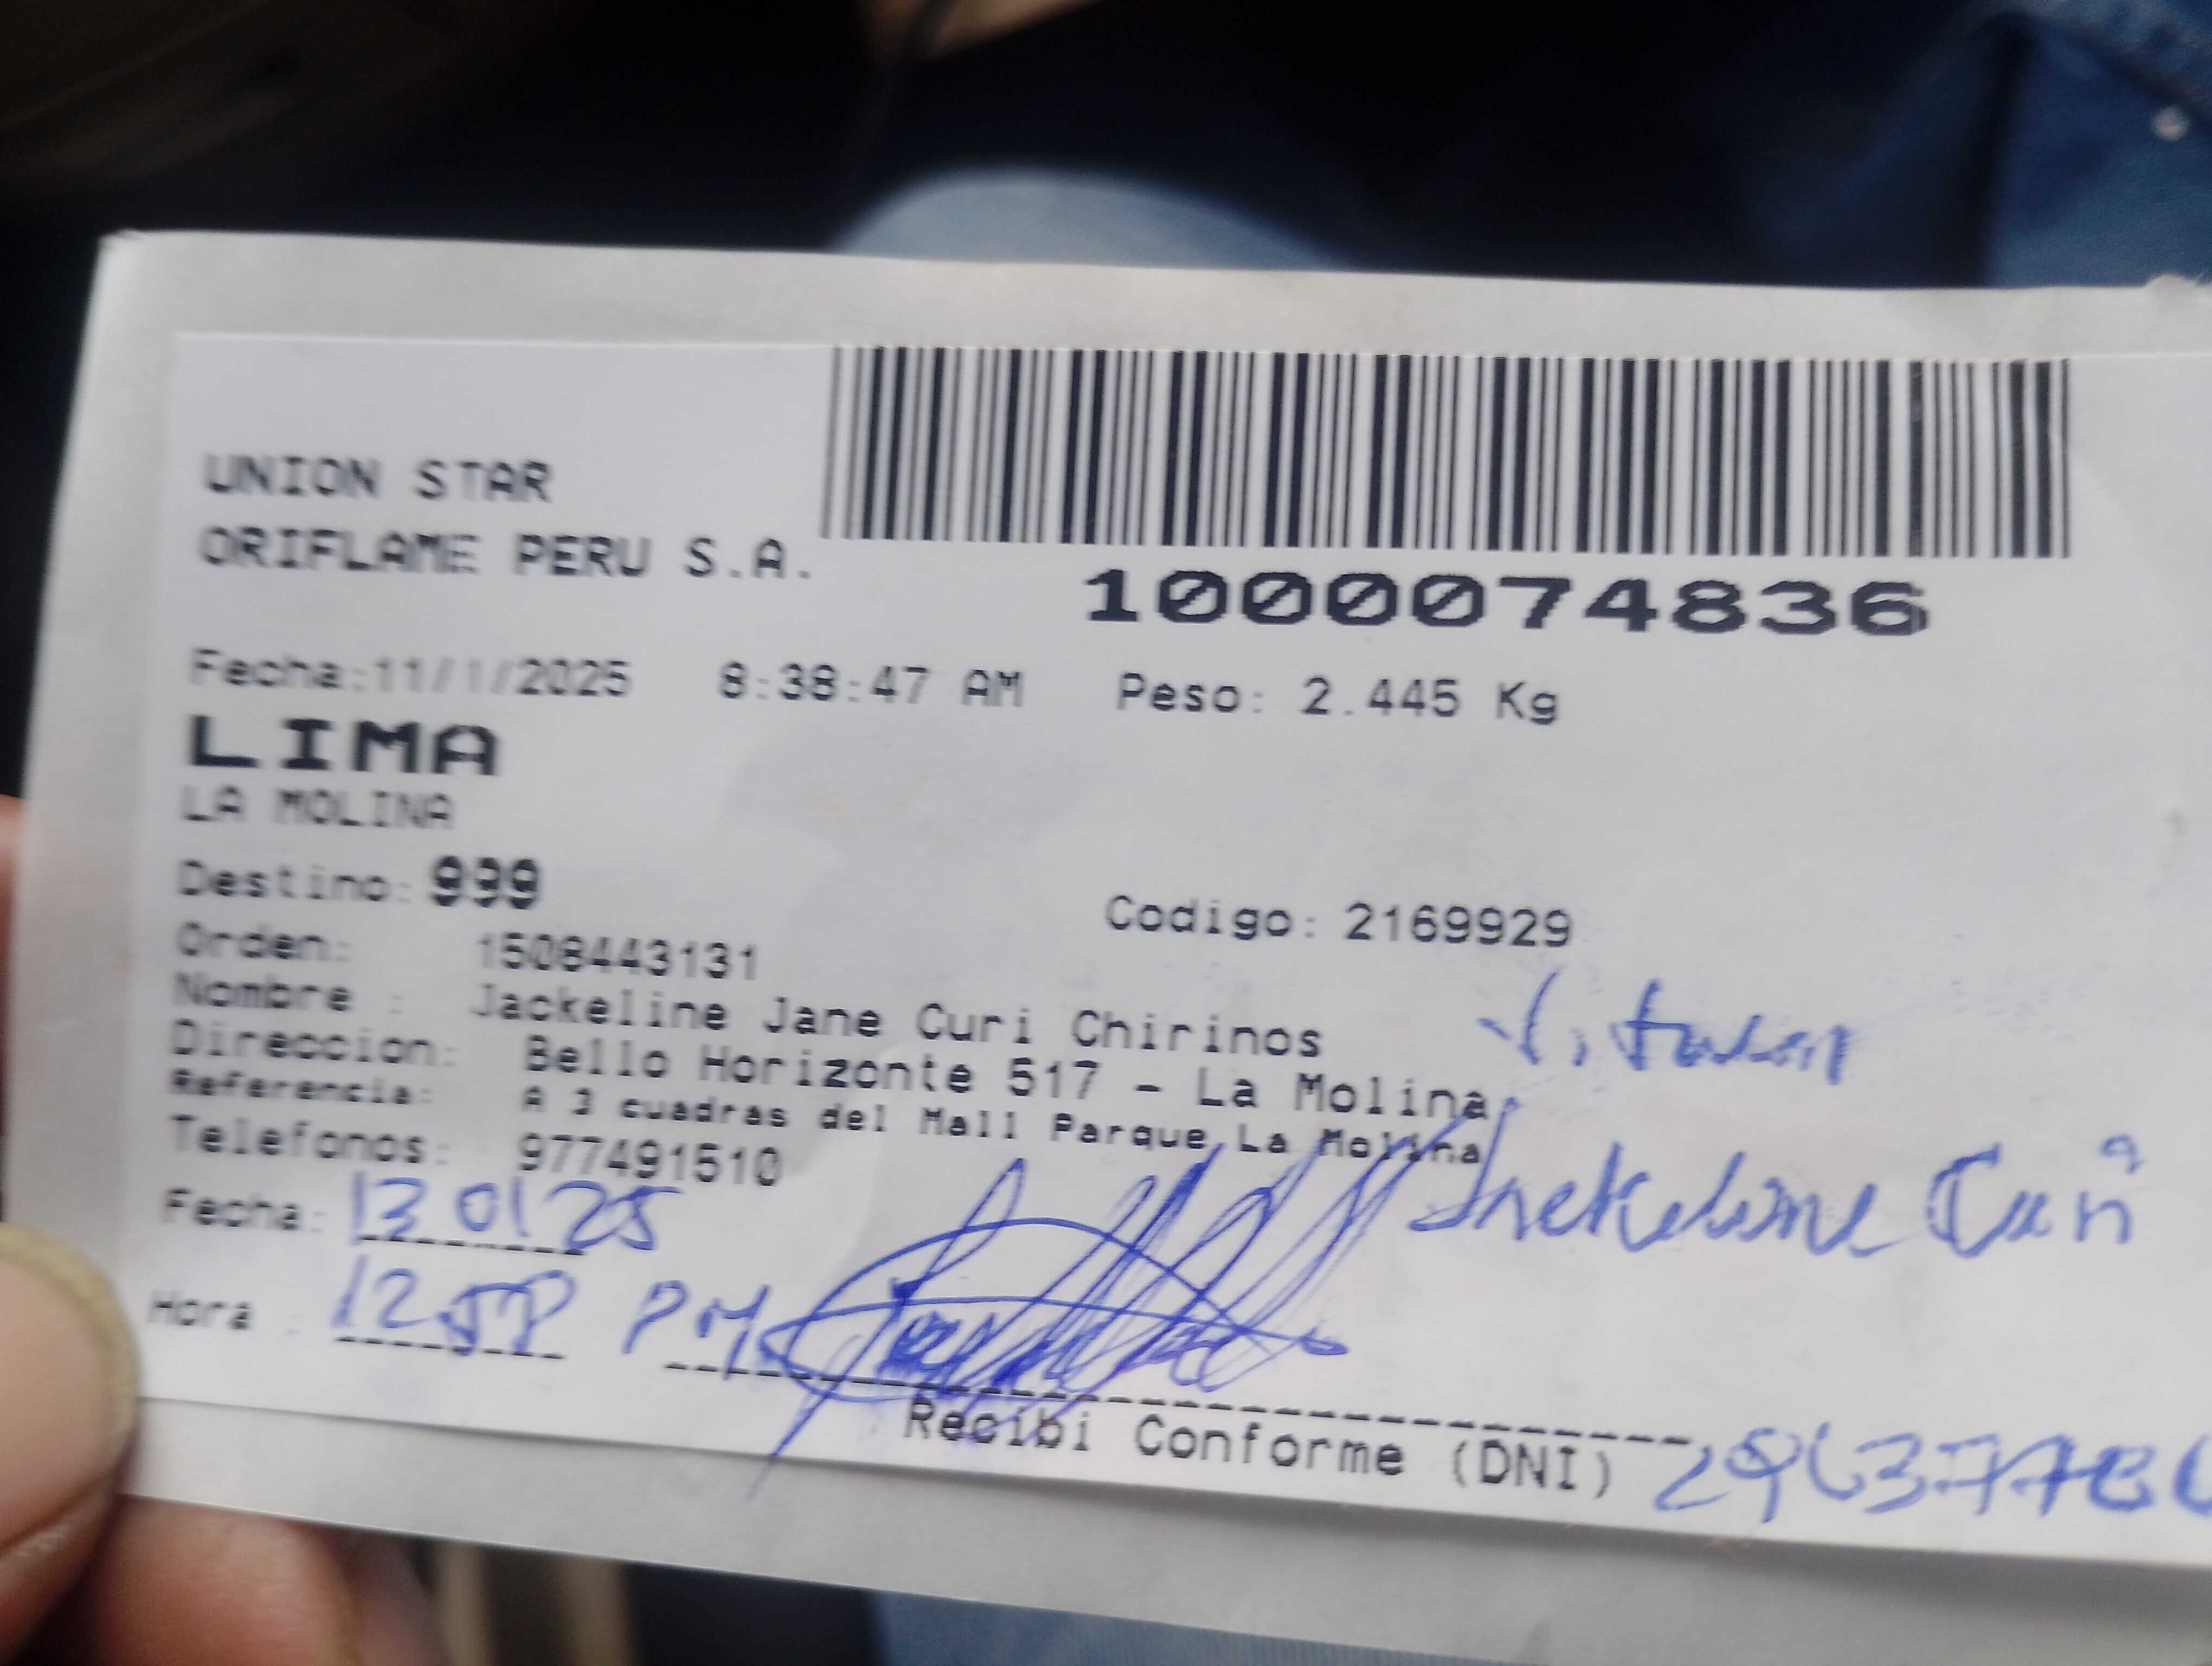 UNION STAR
ORIFLAME PERU S.A.
1000074836
Fecha:11/1/2025 8:38:47 AM Peso: 2.445 Kg
LIMA
LA MOLINA
Destino: 999
Codigo: 2169929
Orden: 1508443131
Nombre : Jackeline Jane Curi Chirinos
Direccion: Bello Horizonte 517 - La Molina
Referencia: A 3 cuadras del Mall Parque La Molina
Telefonos: 977491510
Jackeline Curi
Fecha: 13 01 25
Hora : PM
Recibi Conforme (DNI)